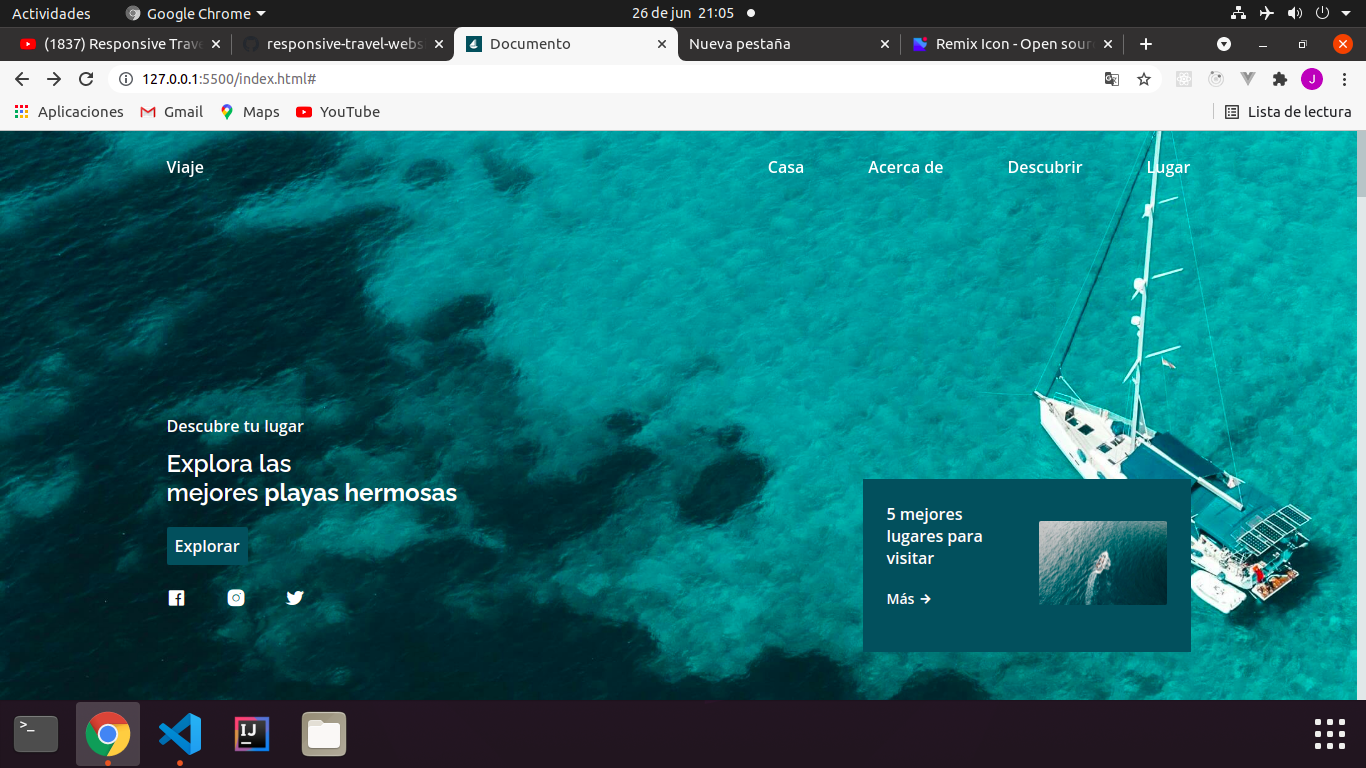 Actividades
Google Chrome
26 de jun 21:05
(1837) Responsive Trave
responsive-travel-webs
Documento
Nueva pestaña
Remix Icon - Open sour
127.0.0.1:5500/index.html#
J
Aplicaciones
Gmail
Maps
YouTube
Lista de lectura
Viaje
Casa
Acerca de
Descubrir
Lugar
Descubre tu lugar
Explora las
mejores playas hermosas
Explorar
5 mejores
lugares para
visitar
Más →
>_
IJ